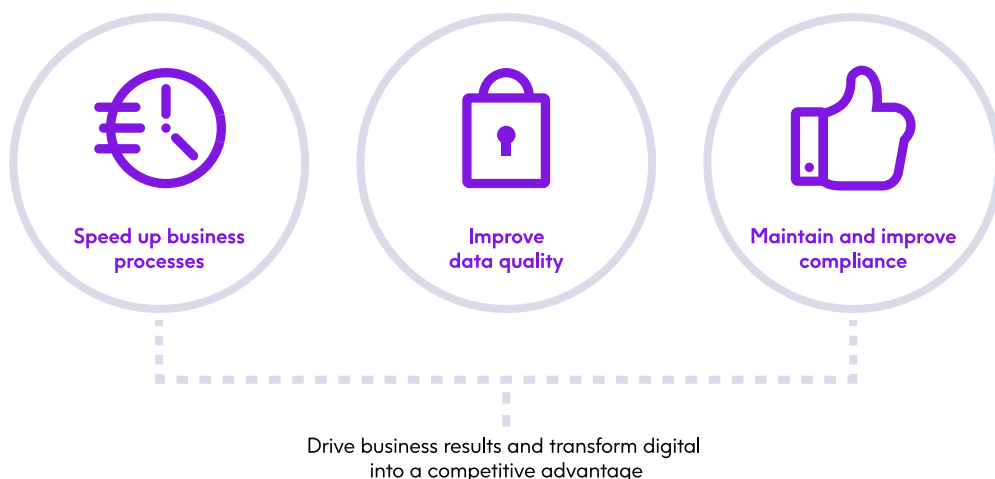 Speed up business
processes
Improve
data quality
Maintain and improve
compliance
Drive business results and transform digital
into a competitive advantage